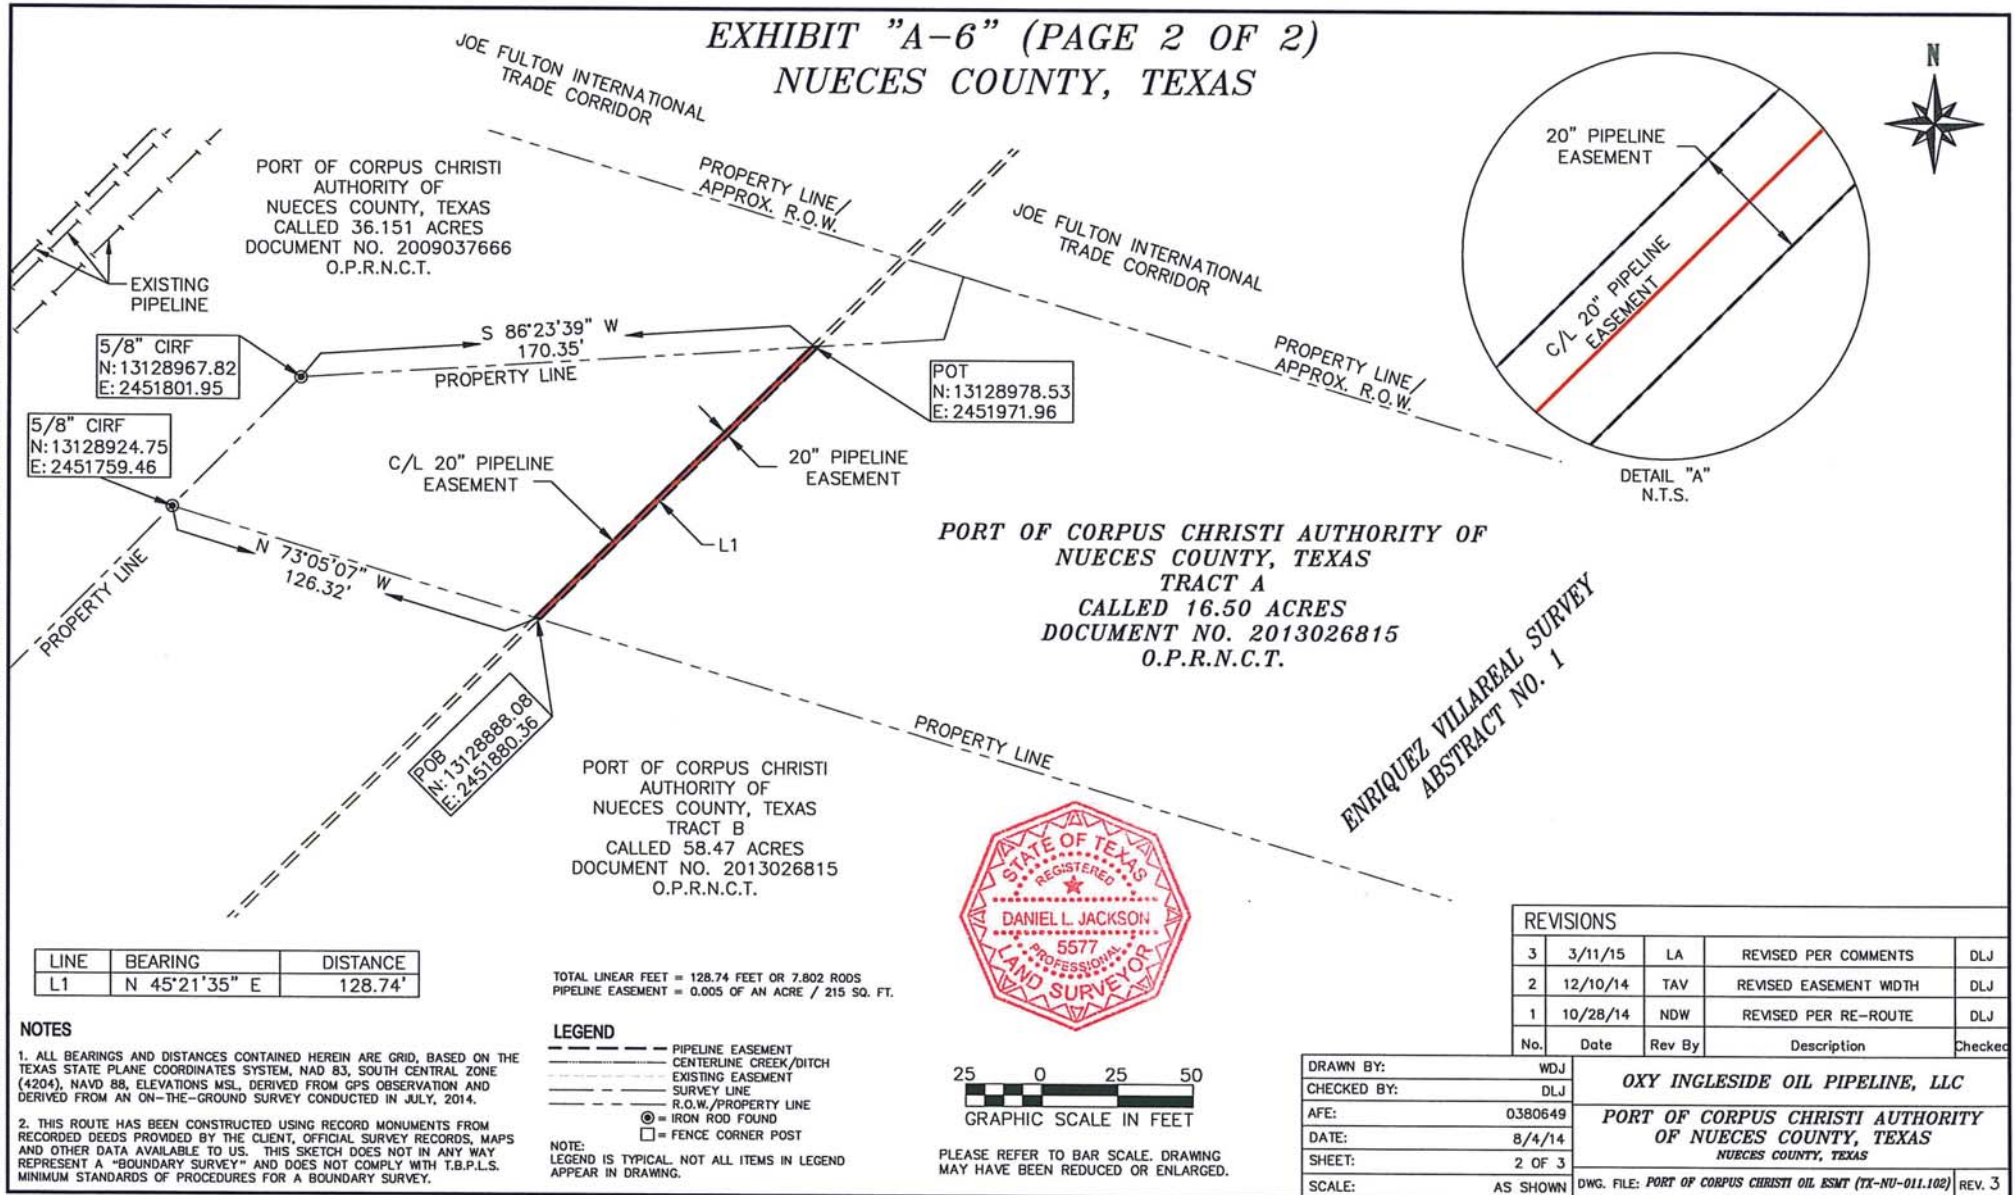 EXHIBIT "A-6" (PAGE 2 OF 2)
NUECES COUNTY, TEXAS
JOE FULTON INTERNATIONAL
TRADE CORRIDOR
N
PORT OF CORPUS CHRISTI
AUTHORITY OF
NUECES COUNTY, TEXAS
CALLED 36.151 ACRES
DOCUMENT NO. 2009037666
O.P.R.N.C.T.
PROPERTY LINE/
APPROX. R.O.W.
JOE FULTON INTERNATIONAL
TRADE CORRIDOR
20" PIPELINE
EASEMENT
C/L 20" PIPELINE
EASEMENT
DETAIL "A"
N.T.S.
EXISTING
PIPELINE
5/8" CIRF
N:13128967.82
E:2451801.95
S 86°23'39" W
170.35'
PROPERTY LINE
POT
N:13128978.53
E:2451971.96
PROPERTY LINE/
APPROX. R.O.W.
5/8" CIRF
N:13128924.75
E:2451759.46
C/L 20" PIPELINE
EASEMENT
20" PIPELINE
EASEMENT
L1
N 73°05'07" W
126.32'
PROPERTY LINE
PORT OF CORPUS CHRISTI AUTHORITY OF
NUECES COUNTY, TEXAS
TRACT A
CALLED 16.50 ACRES
DOCUMENT NO. 2013026815
O.P.R.N.C.T.
ENRIQUEZ VILLAREAL SURVEY
ABSTRACT NO. 1
POB
N:13128888.08
E:2451880.36
PROPERTY LINE
PORT OF CORPUS CHRISTI
AUTHORITY OF
NUECES COUNTY, TEXAS
TRACT B
CALLED 58.47 ACRES
DOCUMENT NO. 2013026815
O.P.R.N.C.T.
STATE OF TEXAS
REGISTERED
DANIEL L. JACKSON
5577
PROFESSIONAL
LAND SURVEYOR
LINE BEARING DISTANCE
L1 N 45°21'35" E 128.74'
TOTAL LINEAR FEET = 128.74 FEET OR 7.802 RODS
PIPELINE EASEMENT = 0.005 OF AN ACRE / 215 SQ. FT.
NOTES
1. ALL BEARINGS AND DISTANCES CONTAINED HEREIN ARE GRID, BASED ON THE
TEXAS STATE PLANE COORDINATES SYSTEM, NAD 83, SOUTH CENTRAL ZONE
(4204), NAVD 88, ELEVATIONS MSL, DERIVED FROM GPS OBSERVATION AND
DERIVED FROM AN ON-THE-GROUND SURVEY CONDUCTED IN JULY, 2014.
2. THIS ROUTE HAS BEEN CONSTRUCTED USING RECORD MONUMENTS FROM
RECORDED DEEDS PROVIDED BY THE CLIENT, OFFICIAL SURVEY RECORDS, MAPS
AND OTHER DATA AVAILABLE TO US. THIS SKETCH DOES NOT IN ANY WAY
REPRESENT A "BOUNDARY SURVEY" AND DOES NOT COMPLY WITH T.B.P.L.S.
MINIMUM STANDARDS OF PROCEDURES FOR A BOUNDARY SURVEY.
LEGEND
PIPELINE EASEMENT
CENTERLINE CREEK/DITCH
EXISTING EASEMENT
SURVEY LINE
R.O.W./PROPERTY LINE
= IRON ROD FOUND
= FENCE CORNER POST
NOTE:
LEGEND IS TYPICAL. NOT ALL ITEMS IN LEGEND
APPEAR IN DRAWING.
25 0 25 50
GRAPHIC SCALE IN FEET
PLEASE REFER TO BAR SCALE. DRAWING
MAY HAVE BEEN REDUCED OR ENLARGED.
REVISIONS
3 3/11/15 LA REVISED PER COMMENTS DLJ
2 12/10/14 TAV REVISED EASEMENT WIDTH DLJ
1 10/28/14 NDW REVISED PER RE-ROUTE DLJ
No. Date Rev By Description Checked
DRAWN BY: WDJ
CHECKED BY: DLJ
AFE: 0380649
DATE: 8/4/14
SHEET: 2 OF 3
SCALE: AS SHOWN
OXY INGLESIDE OIL PIPELINE, LLC
PORT OF CORPUS CHRISTI AUTHORITY
OF NUECES COUNTY, TEXAS
NUECES COUNTY, TEXAS
DWG. FILE: PORT OF CORPUS CHRISTI OIL ESMT (TX-NU-011.102) REV. 3